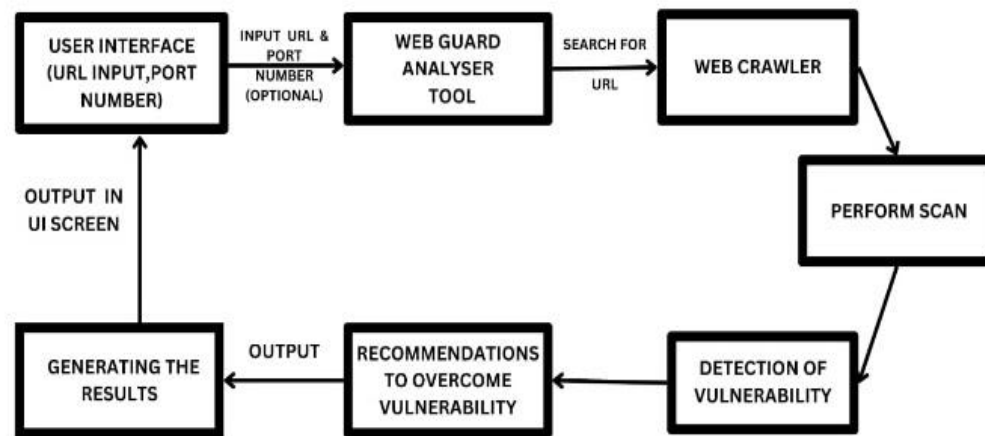 USER INTERFACE
(URL INPUT,PORT
NUMBER)
INPUT URL &
PORT
NUMBER
(OPTIONAL)
WEB GUARD
ANALYSER
TOOL
SEARCH FOR
URL
WEB CRAWLER
PERFORM SCAN
DETECTION OF
VULNERABILITY
RECOMMENDATIONS
TO OVERCOME
VULNERABILITY
OUTPUT
GENERATING THE
RESULTS
OUTPUT IN
UI SCREEN